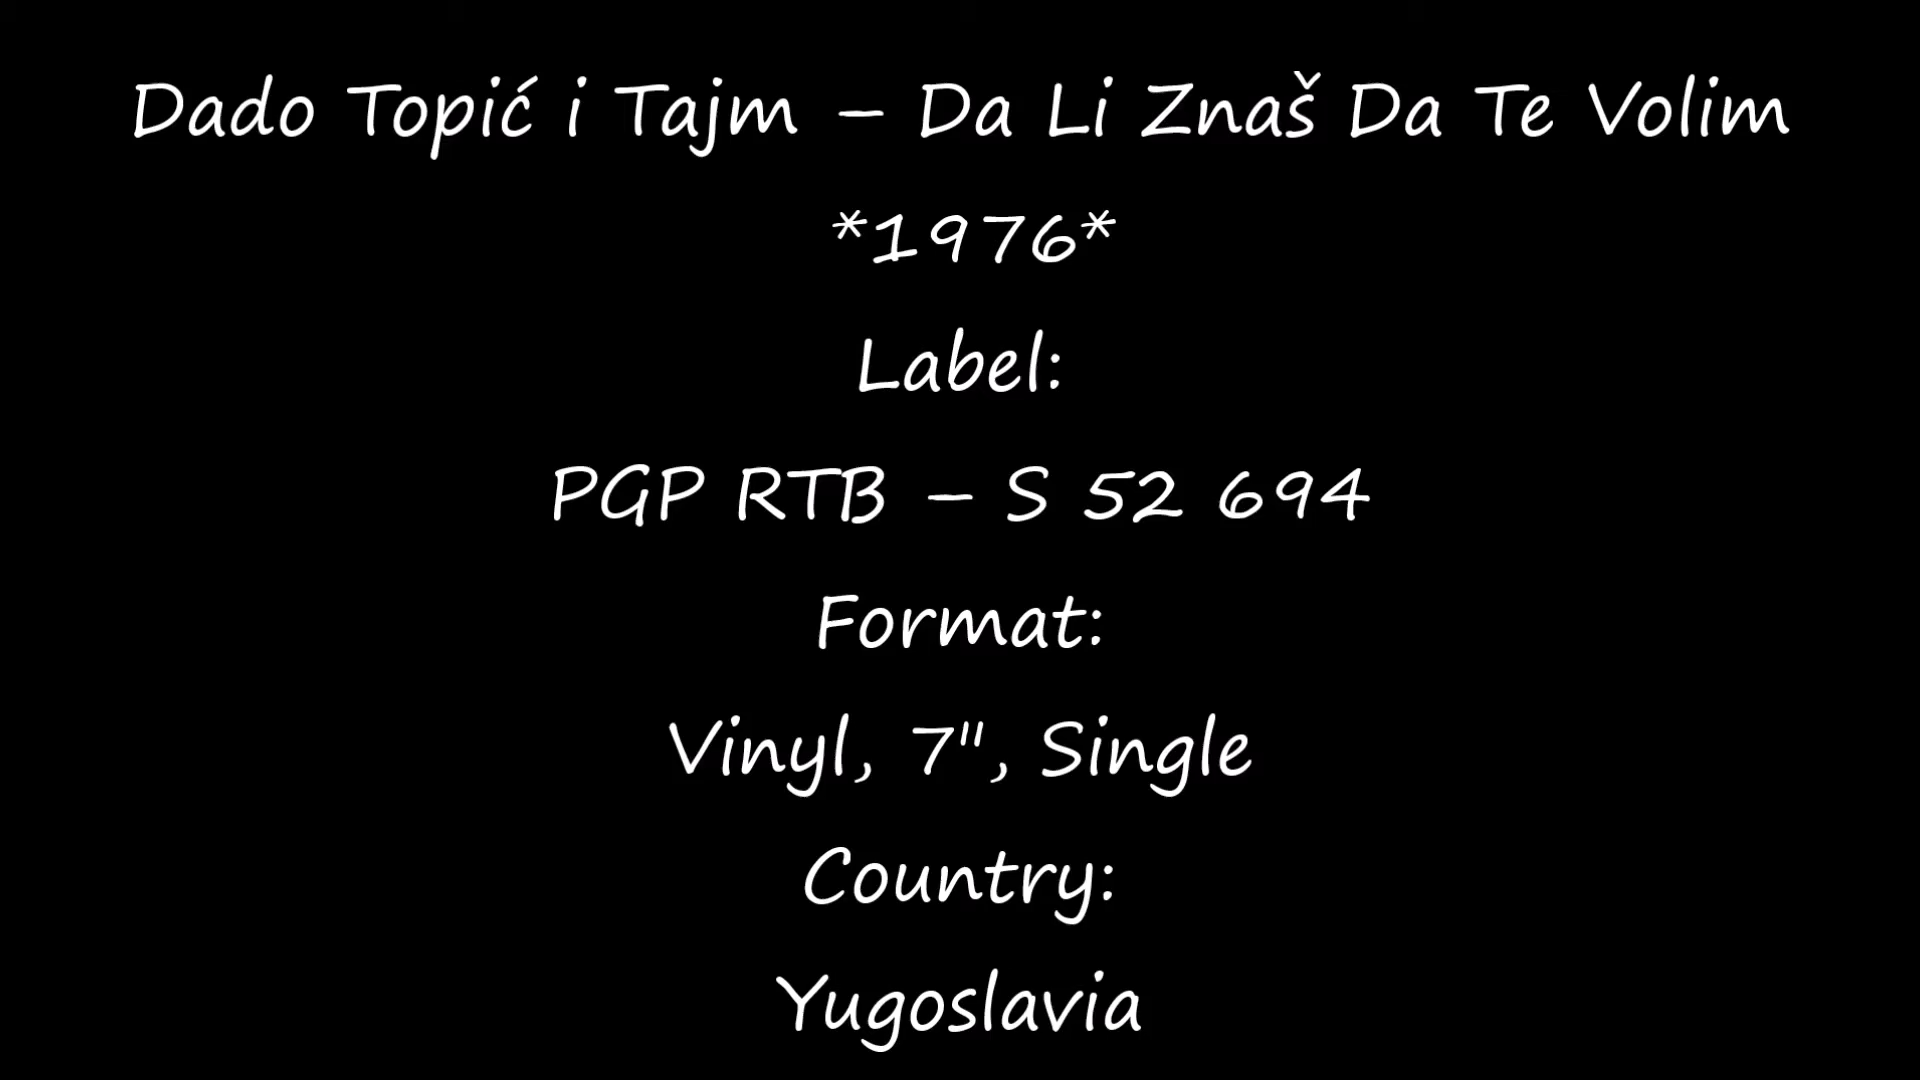 Dado Topić i Tajm – Da Li Znaš Da Te Volim
*1976*
Label:
PGP RTB – S 52 694
Format:
Vinyl, 7", Single
Country:
Yugoslavia